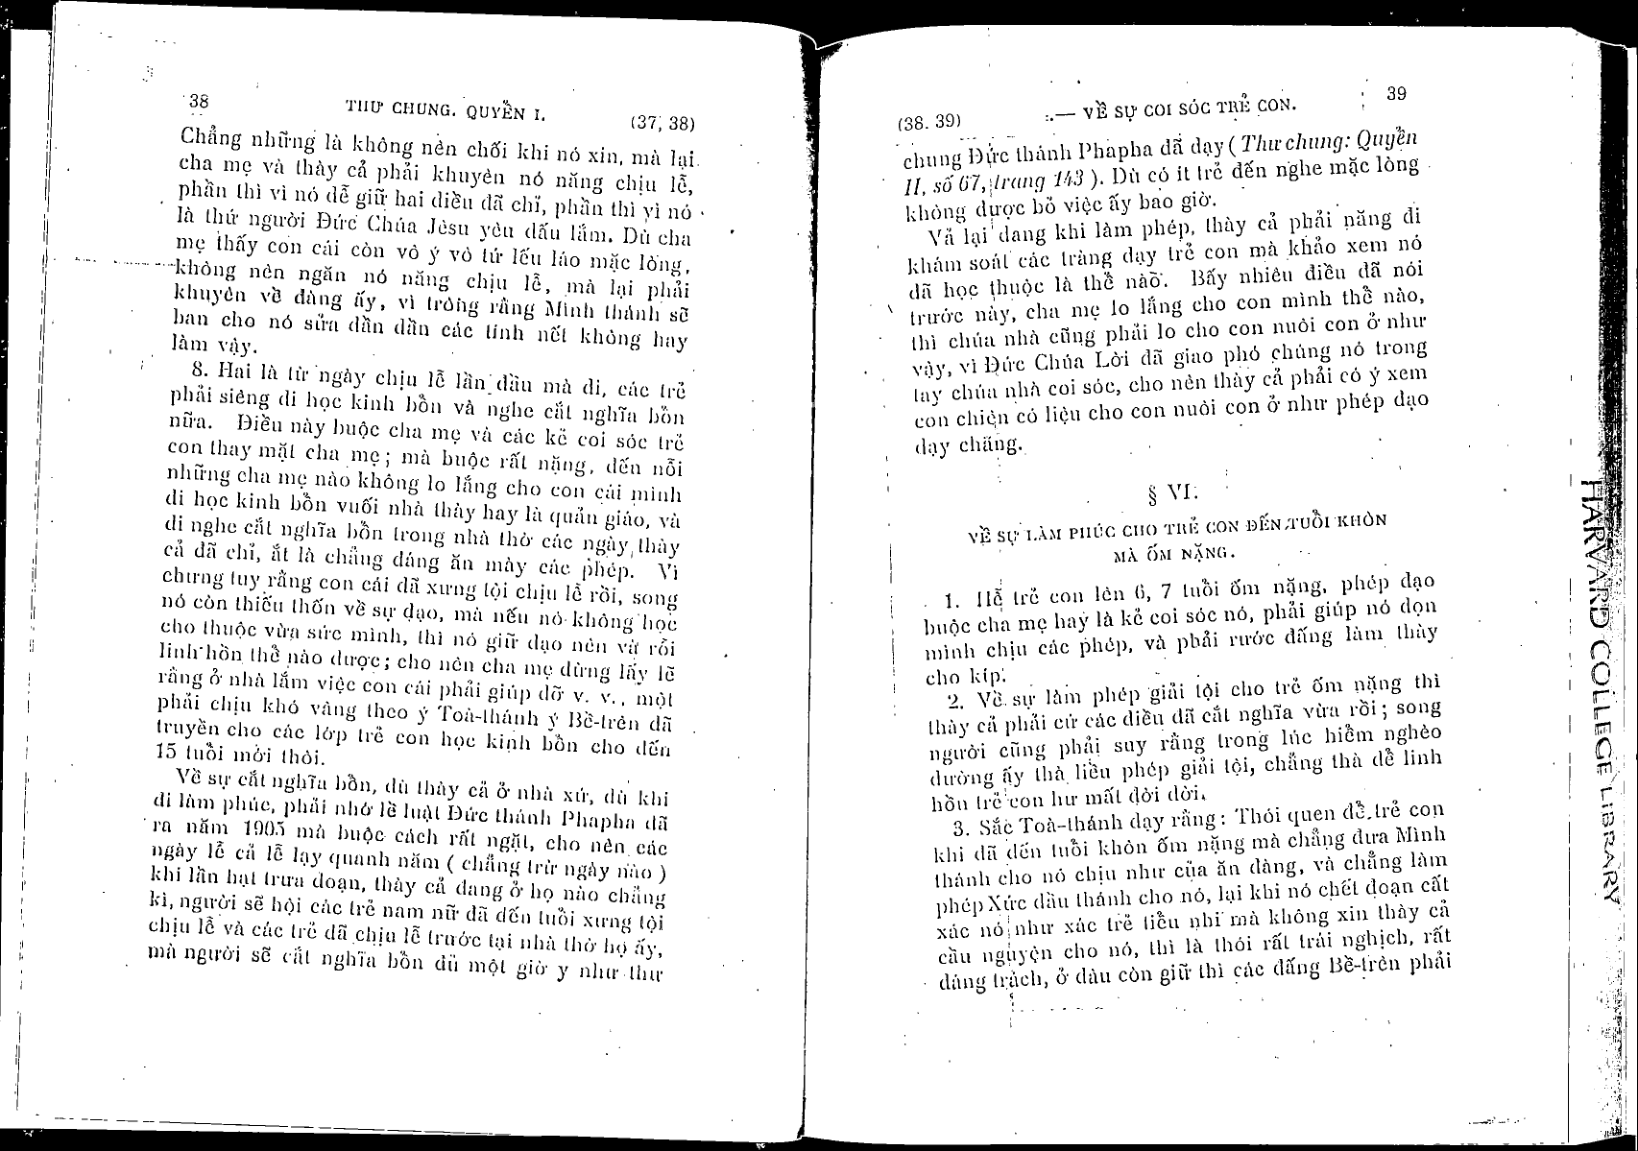 38
THƯ CHUNG. QUYỂN I.
(37, 38)
Chẳng những là không nên chối khi nó xin, mà lại
cha mẹ và thày cả phải khuyên nó năng chịu lễ,
phần thì vì nó dễ giữ hai điều đã chỉ, phần thì vì nó
là thứ người Đức Chúa Jêsu yêu dấu lắm. Dù cha
mẹ thấy con cái còn vô ý vô tứ lếu láo mặc lòng,
không nên ngăn nó năng chịu lễ, mà lại phải
khuyên về đàng ấy, vì trông rằng Mình thánh sẽ
ban cho nó sửa dần dần các tính nết không hay
làm vậy.
8. Hai là từ ngày chịu lễ lần đầu mà đi, các trẻ
phải siêng đi học kinh bổn và nghe cắt nghĩa bổn
nữa. Điều này buộc cha mẹ và các kẻ coi sóc trẻ
con thay mặt cha mẹ; mà buộc rất nặng, đến nỗi
những cha mẹ nào không lo lắng cho con cái mình
đi học kinh bổn vuối nhà thày hay là quản giáo, và
đi nghe cắt nghĩa bổn trong nhà thờ các ngày thày
cả đã chỉ, ắt là chẳng đáng ăn mày các phép. Vì
chưng tuy rằng con cái đã xưng tội chịu lễ rồi, song
nó còn thiếu thốn về sự đạo, mà nếu nó không học
cho thuộc vừa sức mình, thì nó giữ đạo nên và rỗi
linh hồn thể nào được; cho nên cha mẹ đừng lấy lẽ
rằng ở nhà lắm việc con cái phải giúp đỡ v. v., một
phải chịu khó vâng theo ý Toà-thánh ý Bề-trên đã
truyền cho các lớp trẻ con học kinh bổn cho đến
15 tuổi mới thôi.
Về sự cắt nghĩa bổn, dù thày cả ở nhà xứ, dù khi
đi làm phúc, phải nhớ lề luật Đức thánh Phapha đã
ra năm 1905 mà buộc cách rất ngặt, cho nên các
ngày lễ cả lễ lạy quanh năm ( chẳng trừ ngày nào )
khi lần hạt trưa đoạn, thày cả đang ở họ nào chẳng
kì, người sẽ hội các trẻ nam nữ đã đến tuổi xưng tội
chịu lễ và các trẻ đã chịu lễ trước tại nhà thờ họ ấy,
mà người sẽ cắt nghĩa bổn đủ một giờ y như thư
(38. 39)
— VỀ SỰ COI SÓC TRẺ CON.
39
chung Đức thánh Phapha đã dạy ( Thư chung: Quyển
II, số 67, trang 143 ). Dù có ít trẻ đến nghe mặc lòng
không được bỏ việc ấy bao giờ.
Vả lại đang khi làm phép, thày cả phải năng đi
khám soát các tràng dạy trẻ con mà khảo xem nó
đã học thuộc là thể nào. Bấy nhiêu điều đã nói
trước này, cha mẹ lo lắng cho con mình thể nào,
thì chúa nhà cũng phải lo cho con nuôi con ở như
vậy, vì Đức Chúa Lời đã giao phó chúng nó trong
tay chúa nhà coi sóc, cho nên thày cả phải có ý xem
con chiên có liệu cho con nuôi con ở như phép đạo
dạy chăng.
§ VI.
VỀ SỰ LÀM PHÚC CHO TRẺ CON ĐẾN TUỔI KHÔN
MÀ ỐM NẶNG.
1. Hễ trẻ con lên 6, 7 tuổi ốm nặng, phép đạo
buộc cha mẹ hay là kẻ coi sóc nó, phải giúp nó dọn
mình chịu các phép, và phải rước đấng làm thày
cho kíp.
2. Về sự làm phép giải tội cho trẻ ốm nặng thì
thày cả phải cứ các điều đã cắt nghĩa vừa rồi; song
người cũng phải suy rằng trong lúc hiểm nghèo
dường ấy thà liều phép giải tội, chẳng thà để linh
hồn trẻ con hư mất đời đời.
3. Sắc Toà-thánh dạy rằng: Thói quen để trẻ con
khi đã đến tuổi khôn ốm nặng mà chẳng đưa Mình
thánh cho nó chịu như của ăn đàng, và chẳng làm
phép Xức dầu thánh cho nó, lại khi nó chết đoạn cất
xác nó như xác trẻ tiểu nhi mà không xin thày cả
cầu nguyện cho nó, thì là thói rất trái nghịch, rất
đáng trách, ở đâu còn giữ thì các đấng Bề-trên phải
HARVARD COLLEGE LIBRARY